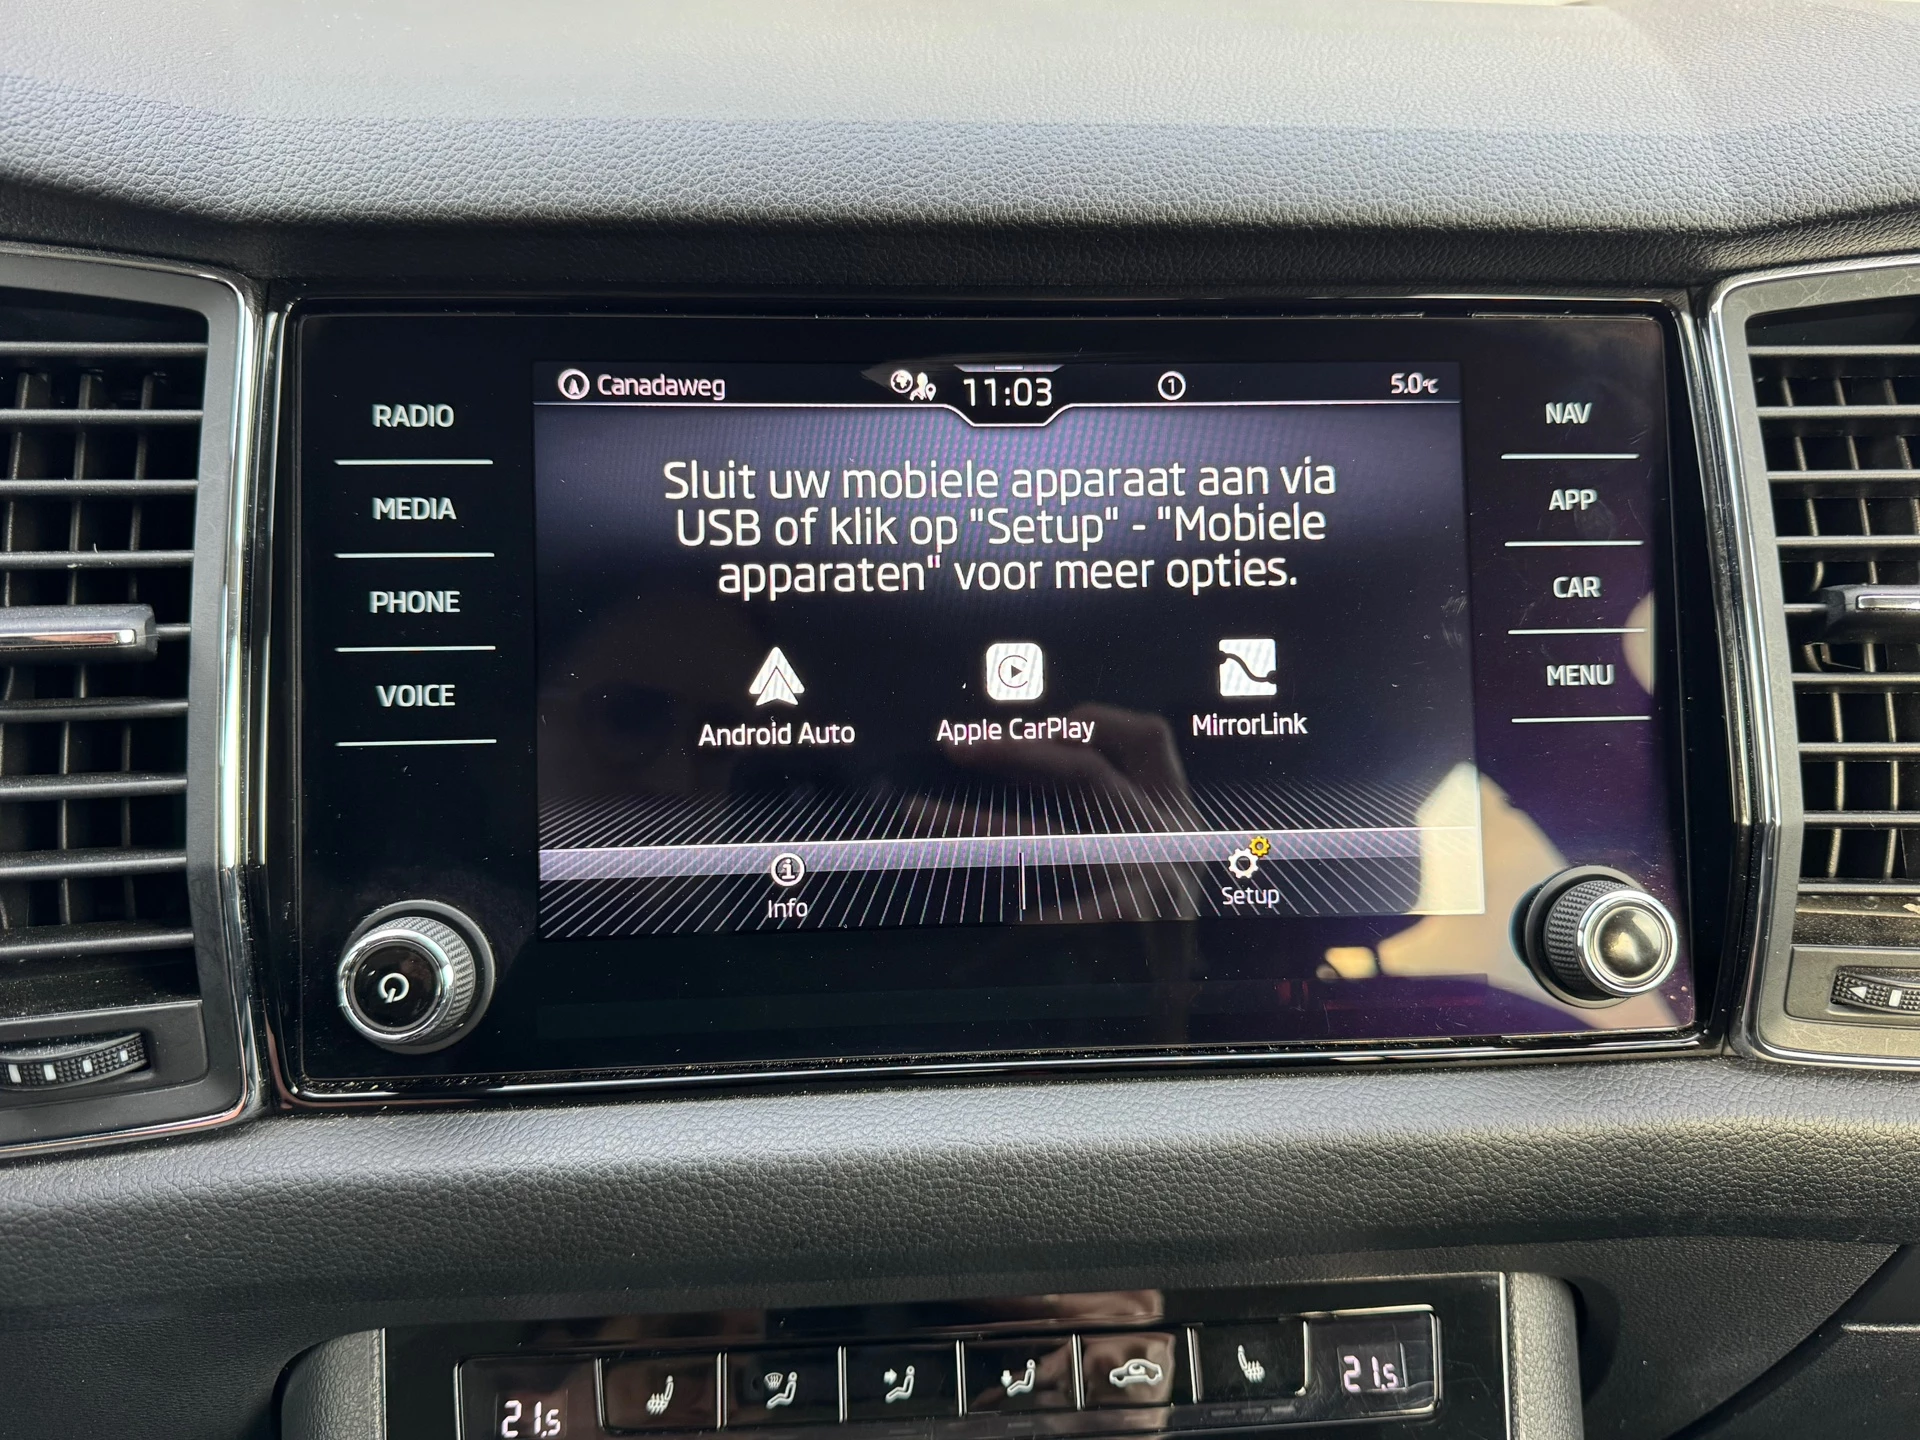 Canadaweg 11:03 1 5.0°C
RADIO
MEDIA
PHONE
VOICE
Sluit uw mobiele apparaat aan via
USB of klik op "Setup" - "Mobiele
apparaten" voor meer opties.
Android Auto Apple CarPlay MirrorLink
Info Setup
NAV
APP
CAR
MENU
21.5 21.5